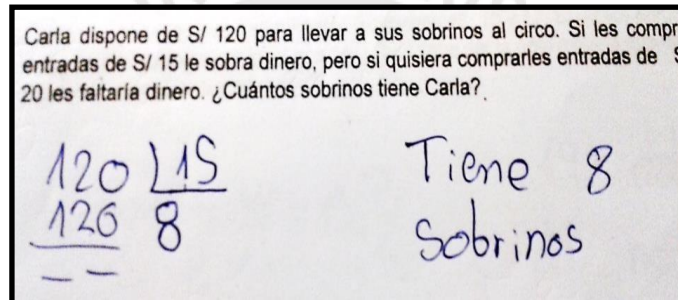 Carla dispone de S/ 120 para llevar a sus sobrinos al circo. Si les compr
entradas de S/ 15 le sobra dinero, pero si quisiera comprarles entradas de S
20 les faltaría dinero. ¿Cuántos sobrinos tiene Carla?
120 15
120 8
— —
Tiene 8
Sobrinos